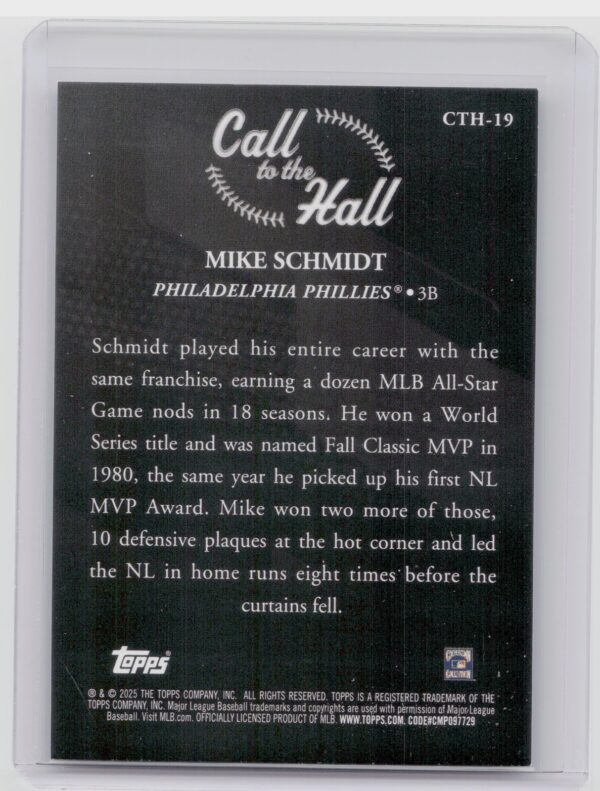 CTH-19
Call
to the
Hall
MIKE SCHMIDT
PHILADELPHIA PHILLIES® • 3B
Schmidt played his entire career with the
same franchise, earning a dozen MLB All-Star
Game nods in 18 seasons. He won a World
Series title and was named Fall Classic MVP in
1980, the same year he picked up his first NL
MVP Award. Mike won two more of those,
10 defensive plaques at the hot corner and led
the NL in home runs eight times before the
curtains fell.
Topps®
® & © 2025 THE TOPPS COMPANY, INC. ALL RIGHTS RESERVED. TOPPS IS A REGISTERED TRADEMARK OF THE
TOPPS COMPANY, INC. Major League Baseball trademarks and copyrights are used with permission of Major League
Baseball. Visit MLB.com. OFFICIALLY LICENSED PRODUCT OF MLB. WWW.TOPPS.COM. CODE#CMP097729